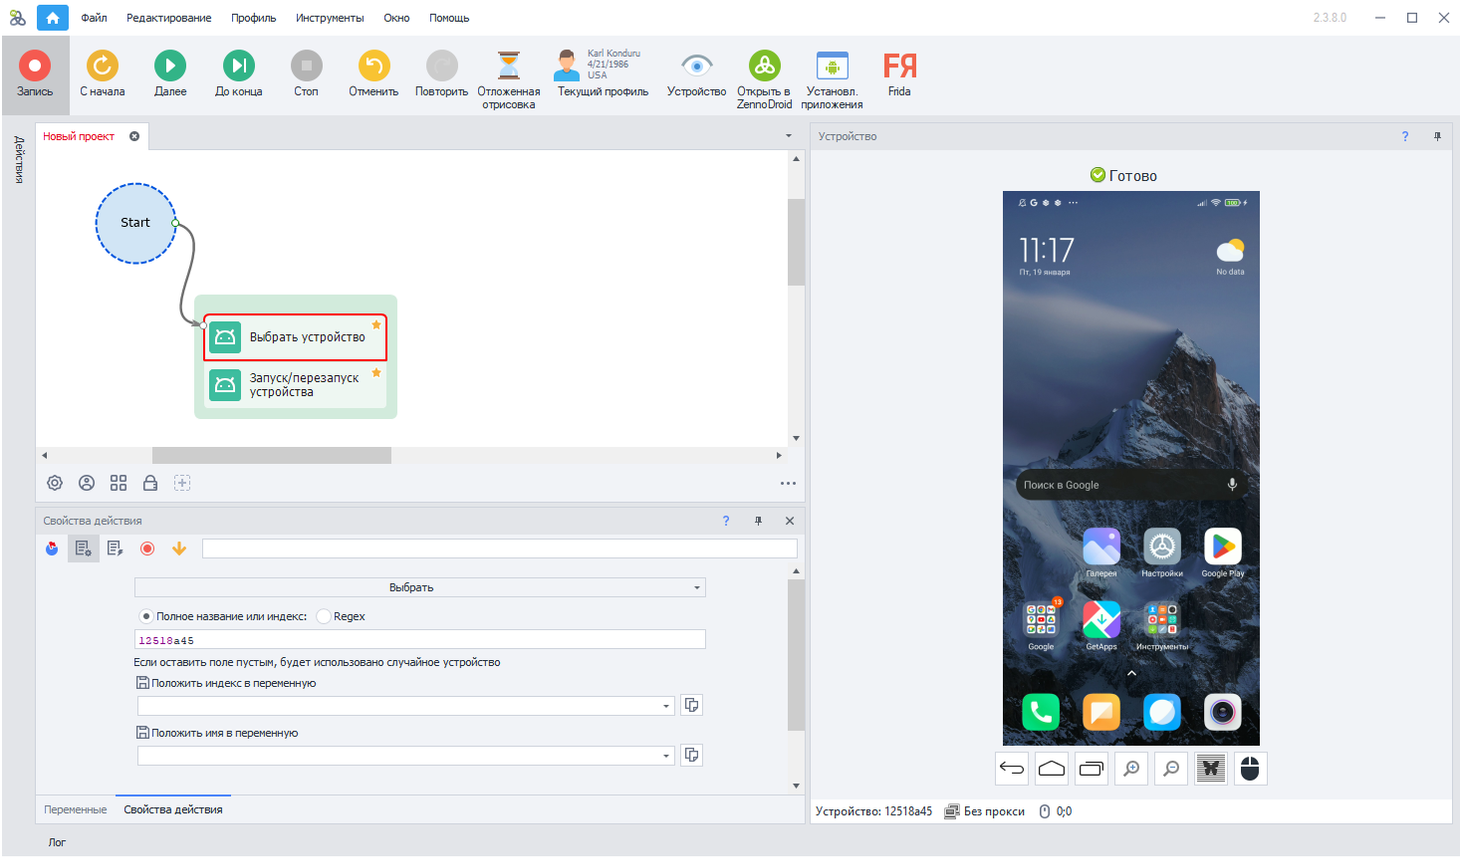 Файл Редактирование Профиль Инструменты Окно Помощь 2.3.8.0
Запись
С начала
Далее
До конца
Стоп
Отменить
Повторить
Отложенная
отрисовка
Karl Konduru
4/21/1986
USA
Текущий профиль
Устройство
Открыть в
ZennoDroid
Установл.
приложения
FЯ
Frida
Действия
Новый проект
Start
Выбрать устройство
Запуск/перезапуск
устройства
Свойства действия ?
Выбрать
Полное название или индекс: Regex
12518a45
Если оставить поле пустым, будет использовано случайное устройство
Положить индекс в переменную
Положить имя в переменную
Переменные Свойства действия
Лог
Устройство ?
Готово
G 100
11:17
Пт, 19 января
No data
Поиск в Google
Галерея Настройки Google Play
13
Google GetApps Инструменты
Устройство: 12518a45 Без прокси 0;0